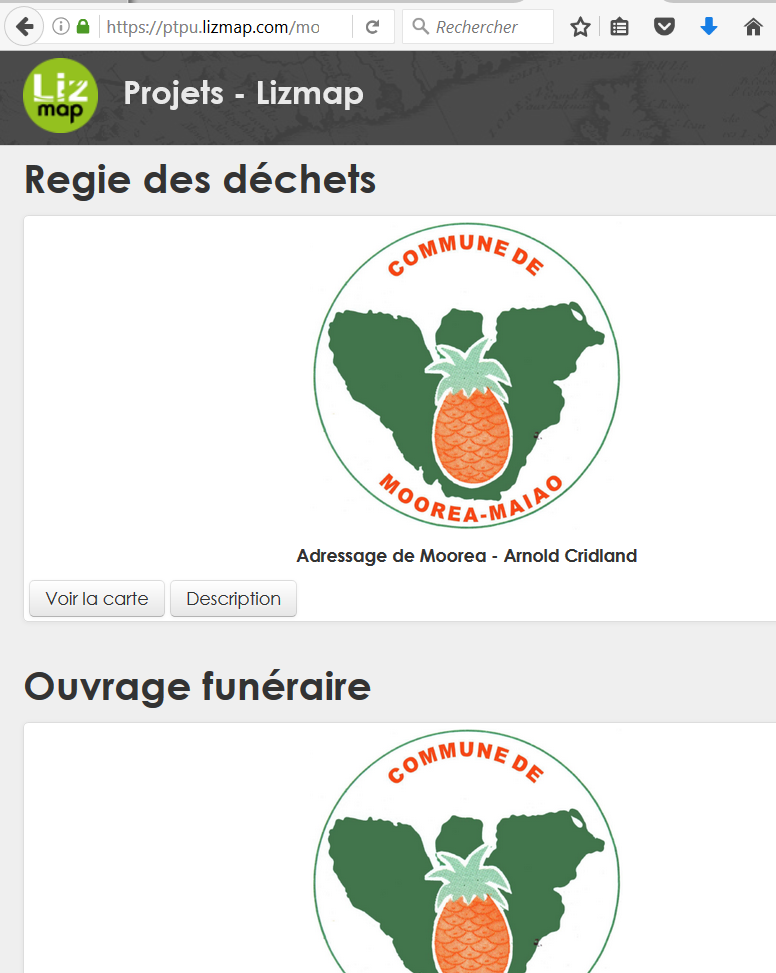 https://ptpu.lizmap.com/mo
Rechercher
Liz
map
Projets - Lizmap
Regie des déchets
COMMUNE DE
MOOREA-MAIAO
Adressage de Moorea - Arnold Cridland
Voir la carte
Description
Ouvrage funéraire
COMMUNE DE